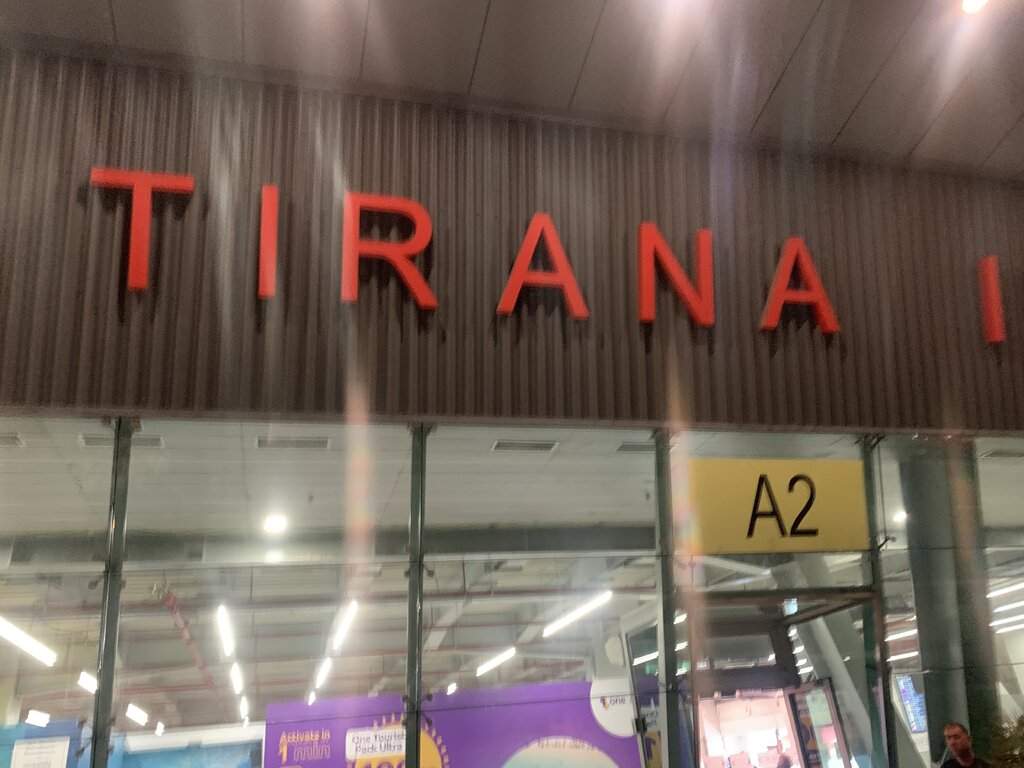 TIRANA I
A2
one
Activate in
1 min
One Tourist
Pack Ultra